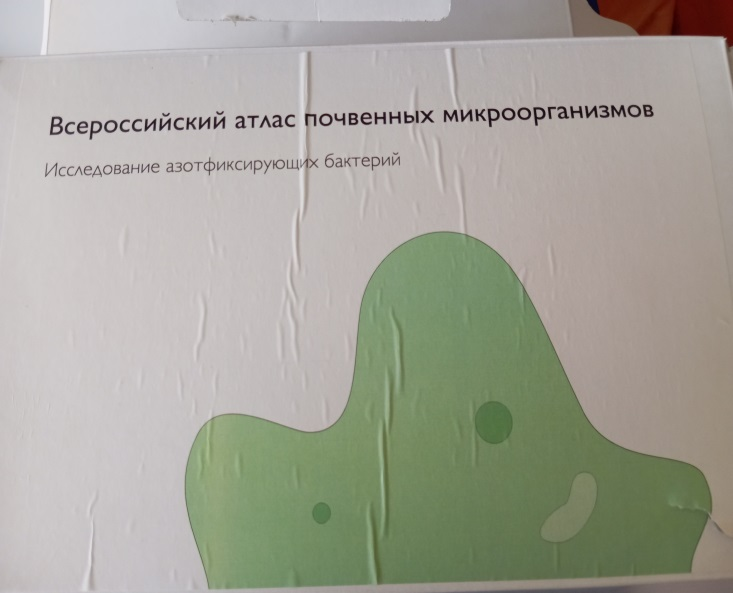 Всероссийский атлас почвенных микроорганизмов
Исследование азотфиксирующих бактерий